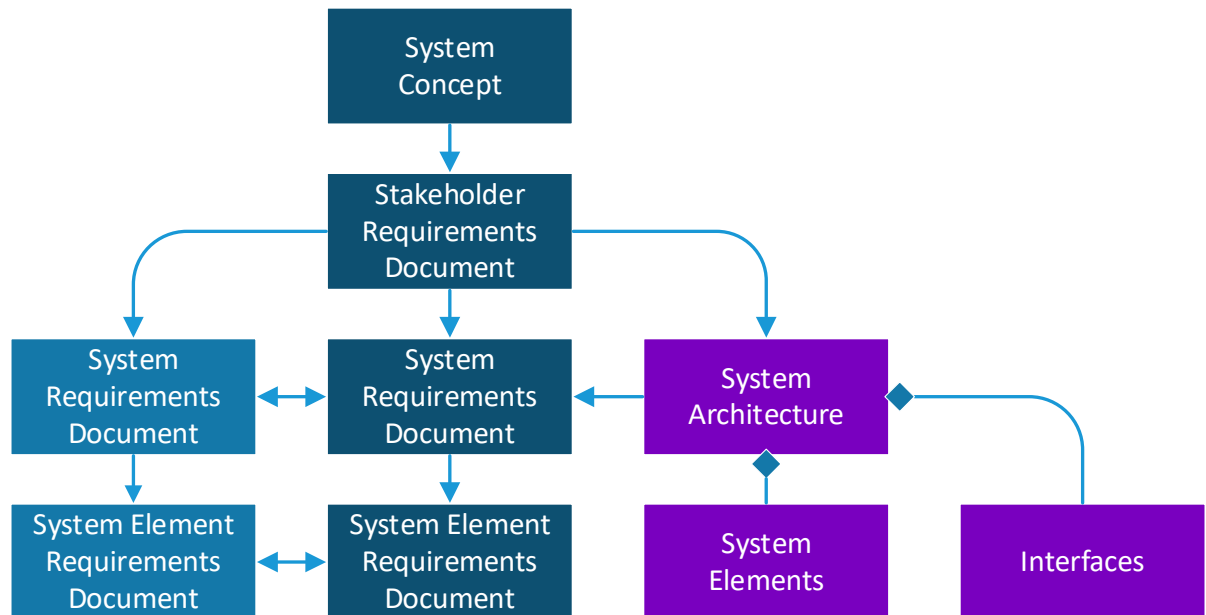 System
Concept
Stakeholder
Requirements
Document
System
Requirements
Document
System
Requirements
Document
System
Architecture
System Element
Requirements
Document
System Element
Requirements
Document
System
Elements
Interfaces